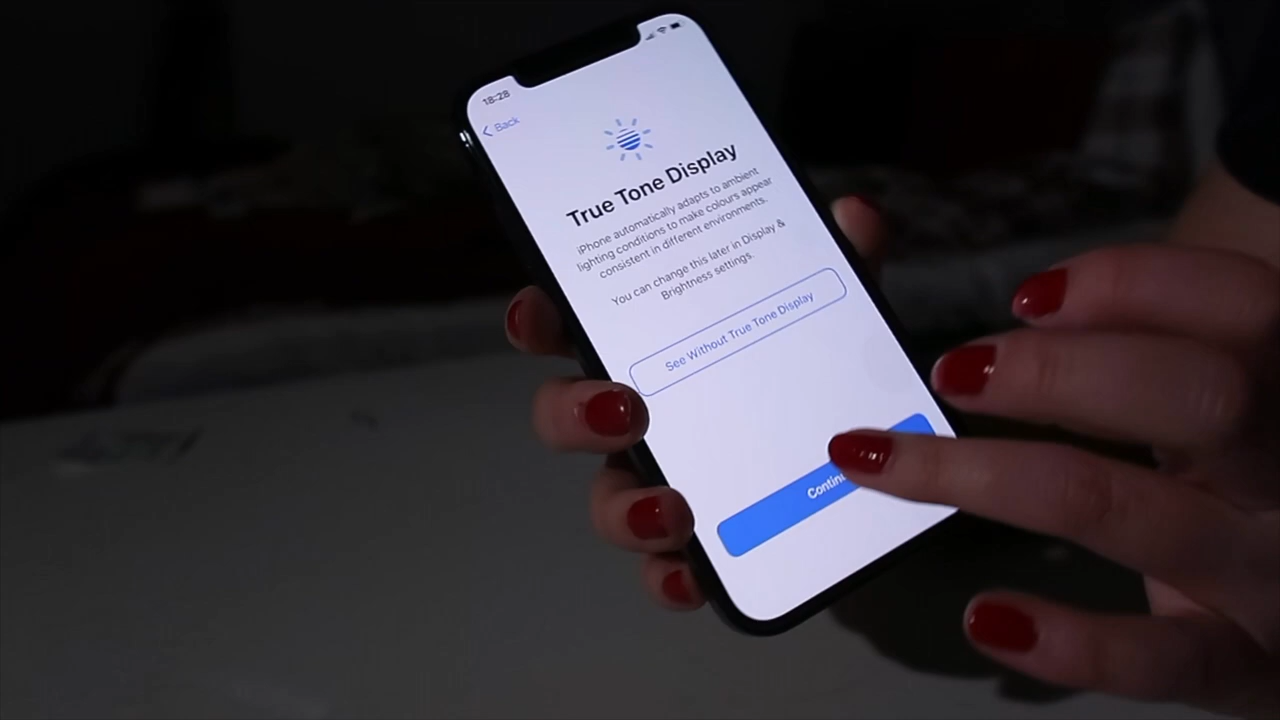 18:28
Back
True Tone Display
iPhone automatically adapts to ambient
lighting conditions to make colours appear
consistent in different environments.
You can change this later in Display &
Brightness settings.
See Without True Tone Display
Contin